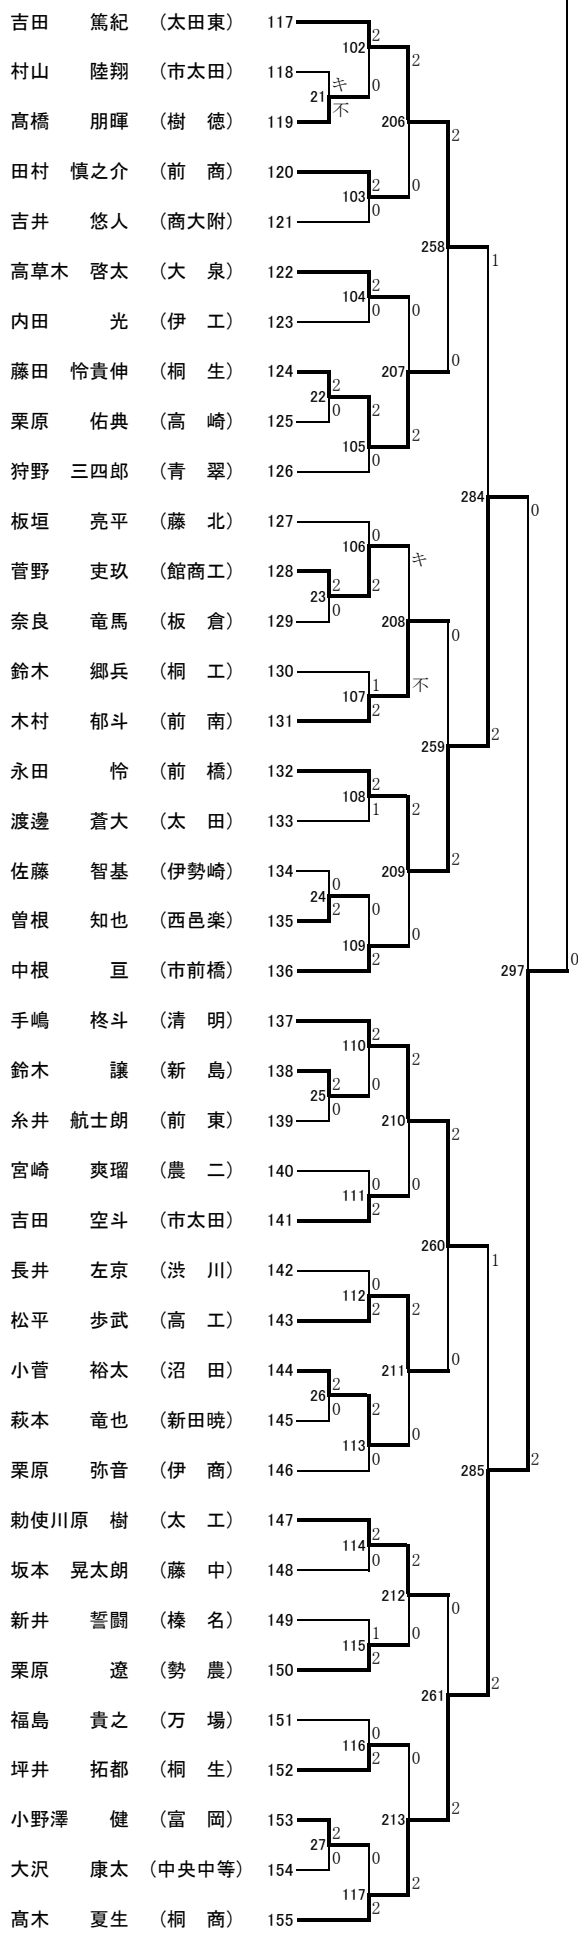 吉田 篤紀 （太田東） 117
2
102
2
村山 陸翔 （市太田） 118
キ
0
21
不
髙橋 朋暉 （樹 徳） 119
206
2
田村 慎之介 （前 商） 120
2
0
103
0
吉井 悠人 （商大附） 121
258
1
高草木 啓太 （大 泉） 122
2
104
0
0
内田 光 （伊 工） 123
0
藤田 怜貴伸 （桐 生） 124
207
2
22
0
2
栗原 佑典 （高 崎） 125
2
105
0
狩野 三四郎 （青 翠） 126
284
0
板垣 亮平 （藤 北） 127
0
106
キ
菅野 吏玖 （館商工） 128
2
2
23
0
奈良 竜馬 （板 倉） 129
208
0
鈴木 郷兵 （桐 工） 130
1
不
107
2
木村 郁斗 （前 南） 131
2
259
永田 怜 （前 橋） 132
2
108
1
2
渡邊 蒼大 （太 田） 133
2
佐藤 智基 （伊勢崎） 134
209
0
24
2
0
曽根 知也 （西邑楽） 135
0
109
2
中根 亘 （市前橋） 136
297
0
手嶋 柊斗 （清 明） 137
2
110
2
鈴木 譲 （新 島） 138
2
0
25
0
糸井 航士朗 （前 東） 139
210
2
宮崎 爽瑠 （農 二） 140
0
0
111
2
吉田 空斗 （市太田） 141
260
1
長井 左京 （渋 川） 142
0
112
2
2
松平 歩武 （高 工） 143
0
小菅 裕太 （沼 田） 144
211
2
26
0
2
萩本 竜也 （新田暁） 145
0
113
0
栗原 弥音 （伊 商） 146
285
2
勅使川原 樹 （太 工） 147
2
114
0
2
坂本 晃太朗 （藤 中） 148
212
0
新井 誓闘 （榛 名） 149
1
0
115
2
栗原 遼 （勢 農） 150
2
261
福島 貴之 （万 場） 151
0
116
2
0
坪井 拓都 （桐 生） 152
2
小野澤 健 （富 岡） 153
213
2
27
0
0
大沢 康太 （中央中等） 154
2
117
2
髙木 夏生 （桐 商） 155